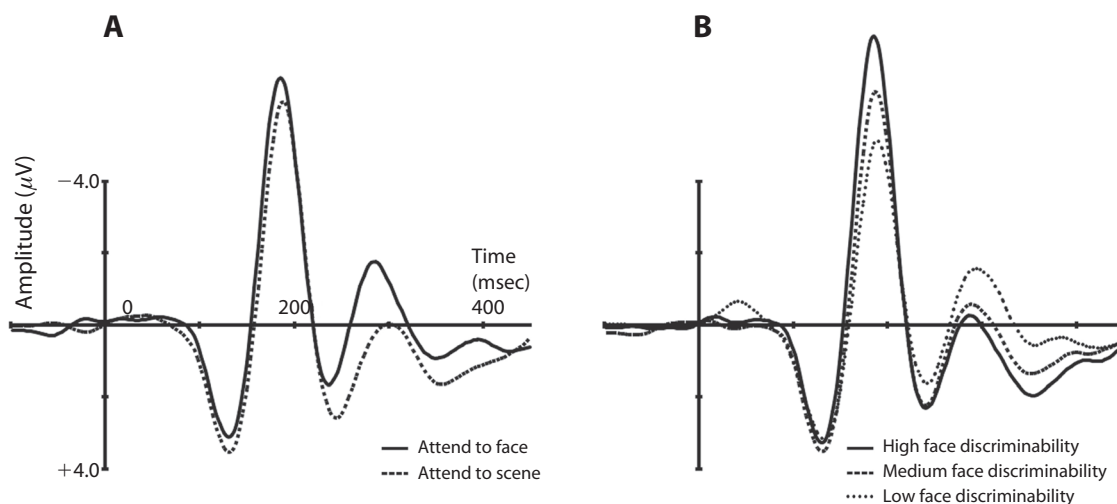 A
B
Amplitude (μV)
−4.0
+4.0
Time
(msec)
0
200
400
Attend to face
Attend to scene
High face discriminability
Medium face discriminability
Low face discriminability